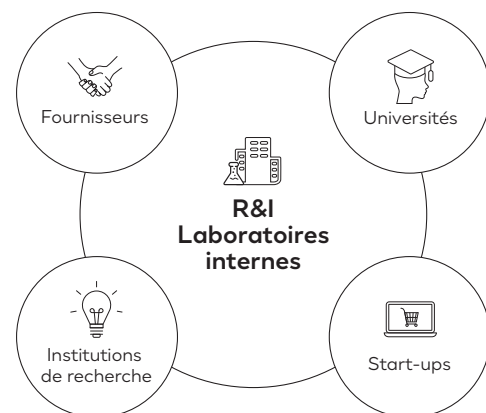 Fournisseurs
Universités
R&I
Laboratoires
internes
Institutions
de recherche
Start-ups